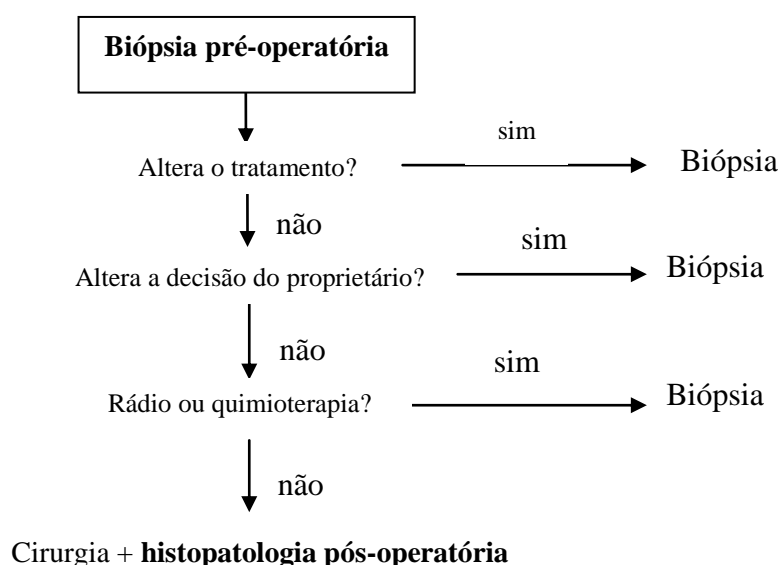 Biópsia pré-operatória
sim
Altera o tratamento?
Biópsia
não
sim
Altera a decisão do proprietário?
Biópsia
não
sim
Rádio ou quimioterapia?
Biópsia
não
Cirurgia + histopatologia pós-operatória